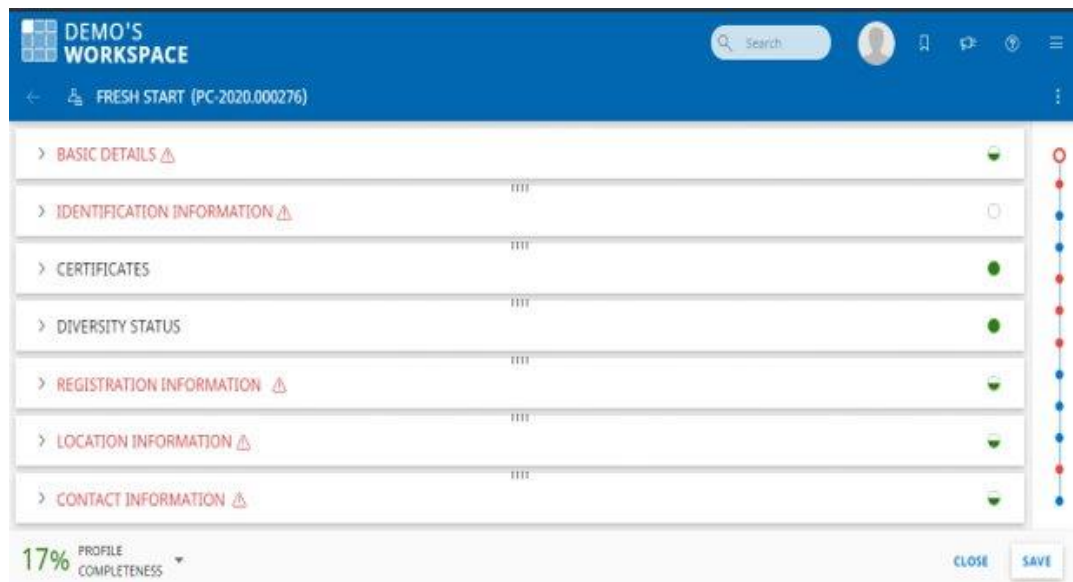 DEMO'S
WORKSPACE
Search
FRESH START (PC-2020.000276)
BASIC DETAILS
IDENTIFICATION INFORMATION
CERTIFICATES
DIVERSITY STATUS
REGISTRATION INFORMATION
LOCATION INFORMATION
CONTACT INFORMATION
17% PROFILE
COMPLETENESS
CLOSE SAVE